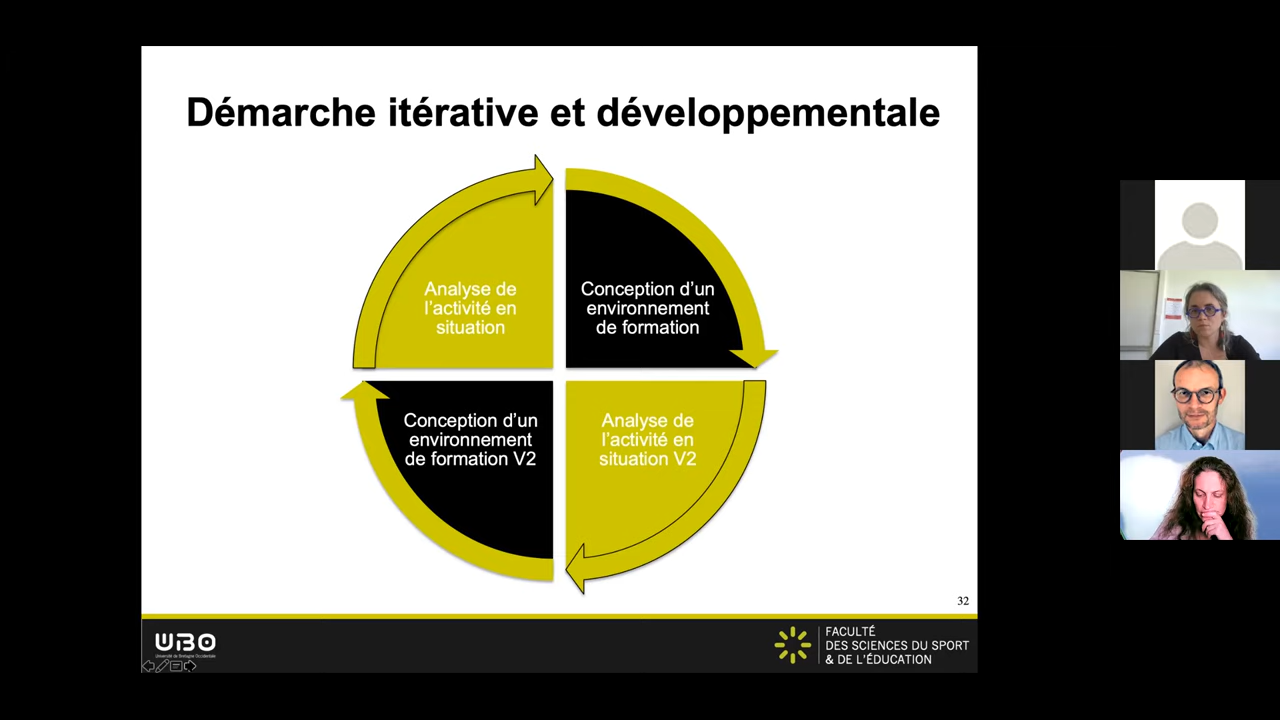 Démarche itérative et développementale
Analyse de
l'activité en
situation
Conception d'un
environnement
de formation
Conception d'un
environnement
de formation V2
Analyse de
l'activité en
situation V2
32
UBO
Université de Bretagne Occidentale
FACULTÉ
DES SCIENCES DU SPORT
& DE L'ÉDUCATION